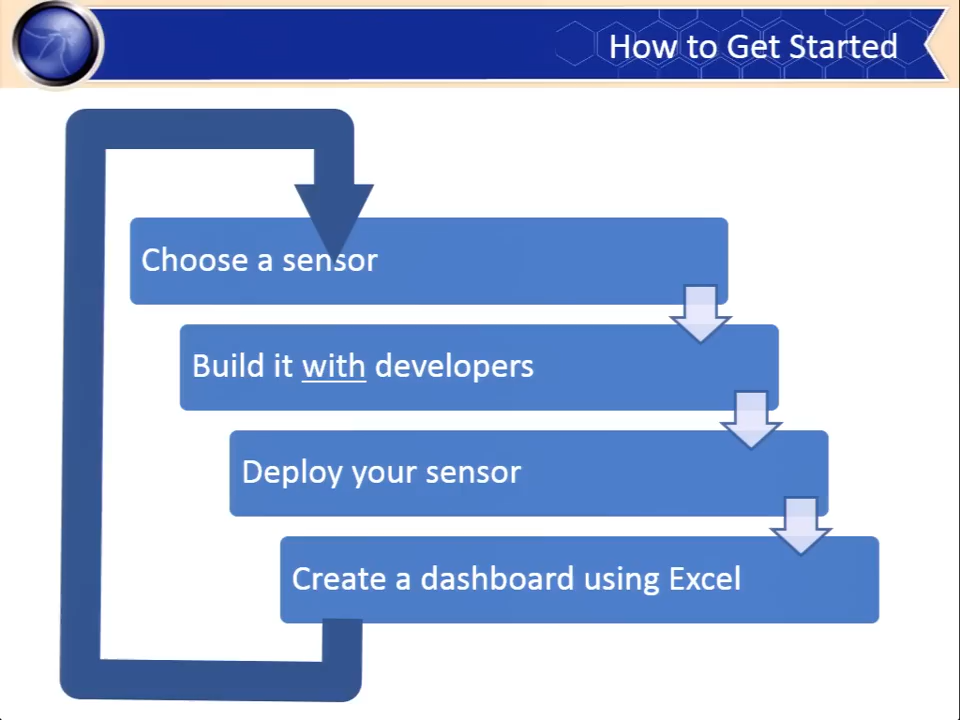 How to Get Started
Choose a sensor
Build it with developers
Deploy your sensor
Create a dashboard using Excel